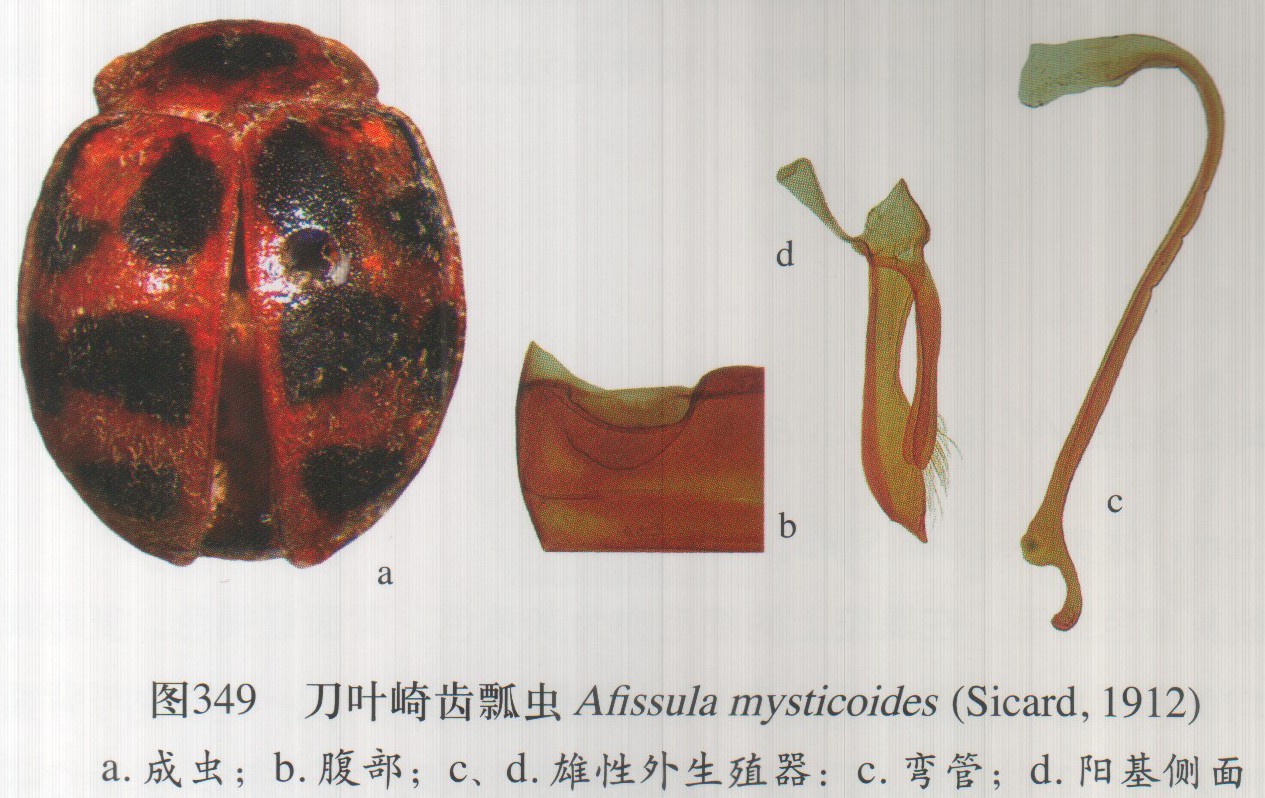 d
c
b
a
图349 刀叶崎齿瓢虫 Afissula mysticoides (Sicard, 1912)
a. 成虫；b. 腹部；c、d. 雄性外生殖器：c. 弯管；d. 阳基侧面